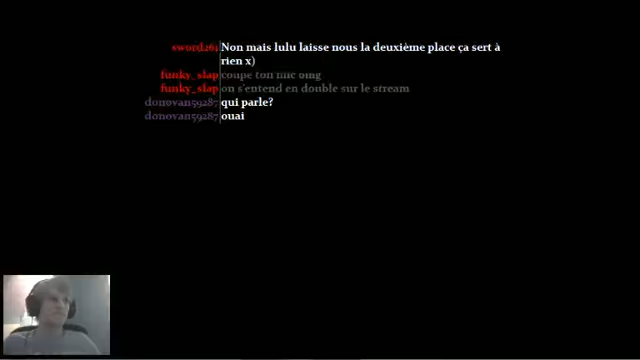 sword261 Non mais lulu laisse nous la deuxième place ça sert à
rien x)
funky_slap coupe ton mic omg
funky_slap on s'entend en double sur le stream
donovan59287 qui parle?
donovan59287 ouai